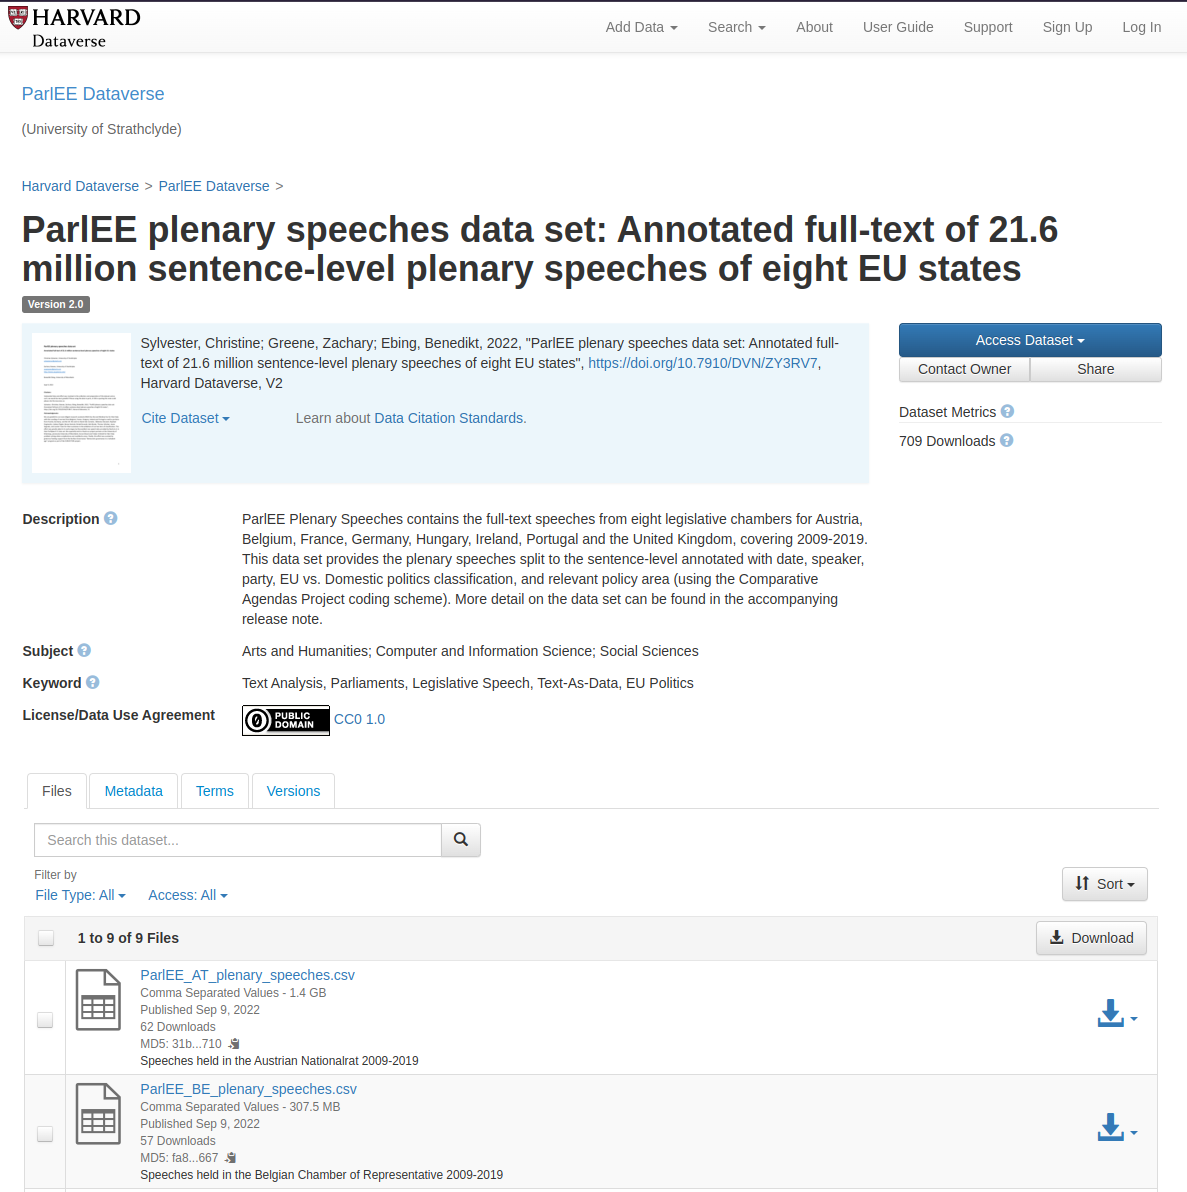 HARVARD
Dataverse
Add Data
Search
About
User Guide
Support
Sign Up
Log In
ParlEE Dataverse
(University of Strathclyde)
Harvard Dataverse > ParlEE Dataverse >
ParlEE plenary speeches data set: Annotated full-text of 21.6
million sentence-level plenary speeches of eight EU states
Version 2.0
Sylvester, Christine; Greene, Zachary; Ebing, Benedikt, 2022, "ParlEE plenary speeches data set: Annotated full-
text of 21.6 million sentence-level plenary speeches of eight EU states", https://doi.org/10.7910/DVN/ZY3RV7,
Harvard Dataverse, V2
Cite Dataset
Learn about Data Citation Standards.
Access Dataset
Contact Owner
Share
Dataset Metrics ?
709 Downloads ?
Description ?
ParlEE Plenary Speeches contains the full-text speeches from eight legislative chambers for Austria,
Belgium, France, Germany, Hungary, Ireland, Portugal and the United Kingdom, covering 2009-2019.
This data set provides the plenary speeches split to the sentence-level annotated with date, speaker,
party, EU vs. Domestic politics classification, and relevant policy area (using the Comparative
Agendas Project coding scheme). More detail on the data set can be found in the accompanying
release note.
Subject ?
Arts and Humanities; Computer and Information Science; Social Sciences
Keyword ?
Text Analysis, Parliaments, Legislative Speech, Text-As-Data, EU Politics
License/Data Use Agreement
0 PUBLIC
DOMAIN
CC0 1.0
Files
Metadata
Terms
Versions
Search this dataset...
Filter by
File Type: All
Access: All
Sort
1 to 9 of 9 Files
Download
ParlEE_AT_plenary_speeches.csv
Comma Separated Values - 1.4 GB
Published Sep 9, 2022
62 Downloads
MD5: 31b...710
Speeches held in the Austrian Nationalrat 2009-2019
ParlEE_BE_plenary_speeches.csv
Comma Separated Values - 307.5 MB
Published Sep 9, 2022
57 Downloads
MD5: fa8...667
Speeches held in the Belgian Chamber of Representative 2009-2019